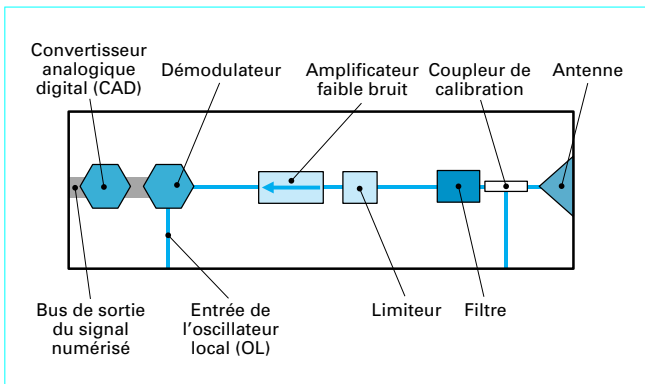 Convertisseur
analogique
digital (CAD)
Démodulateur
Amplificateur
faible bruit
Coupleur de
calibration
Antenne
Bus de sortie
du signal
numérisé
Entrée de
l'oscillateur
local (OL)
Limiteur
Filtre